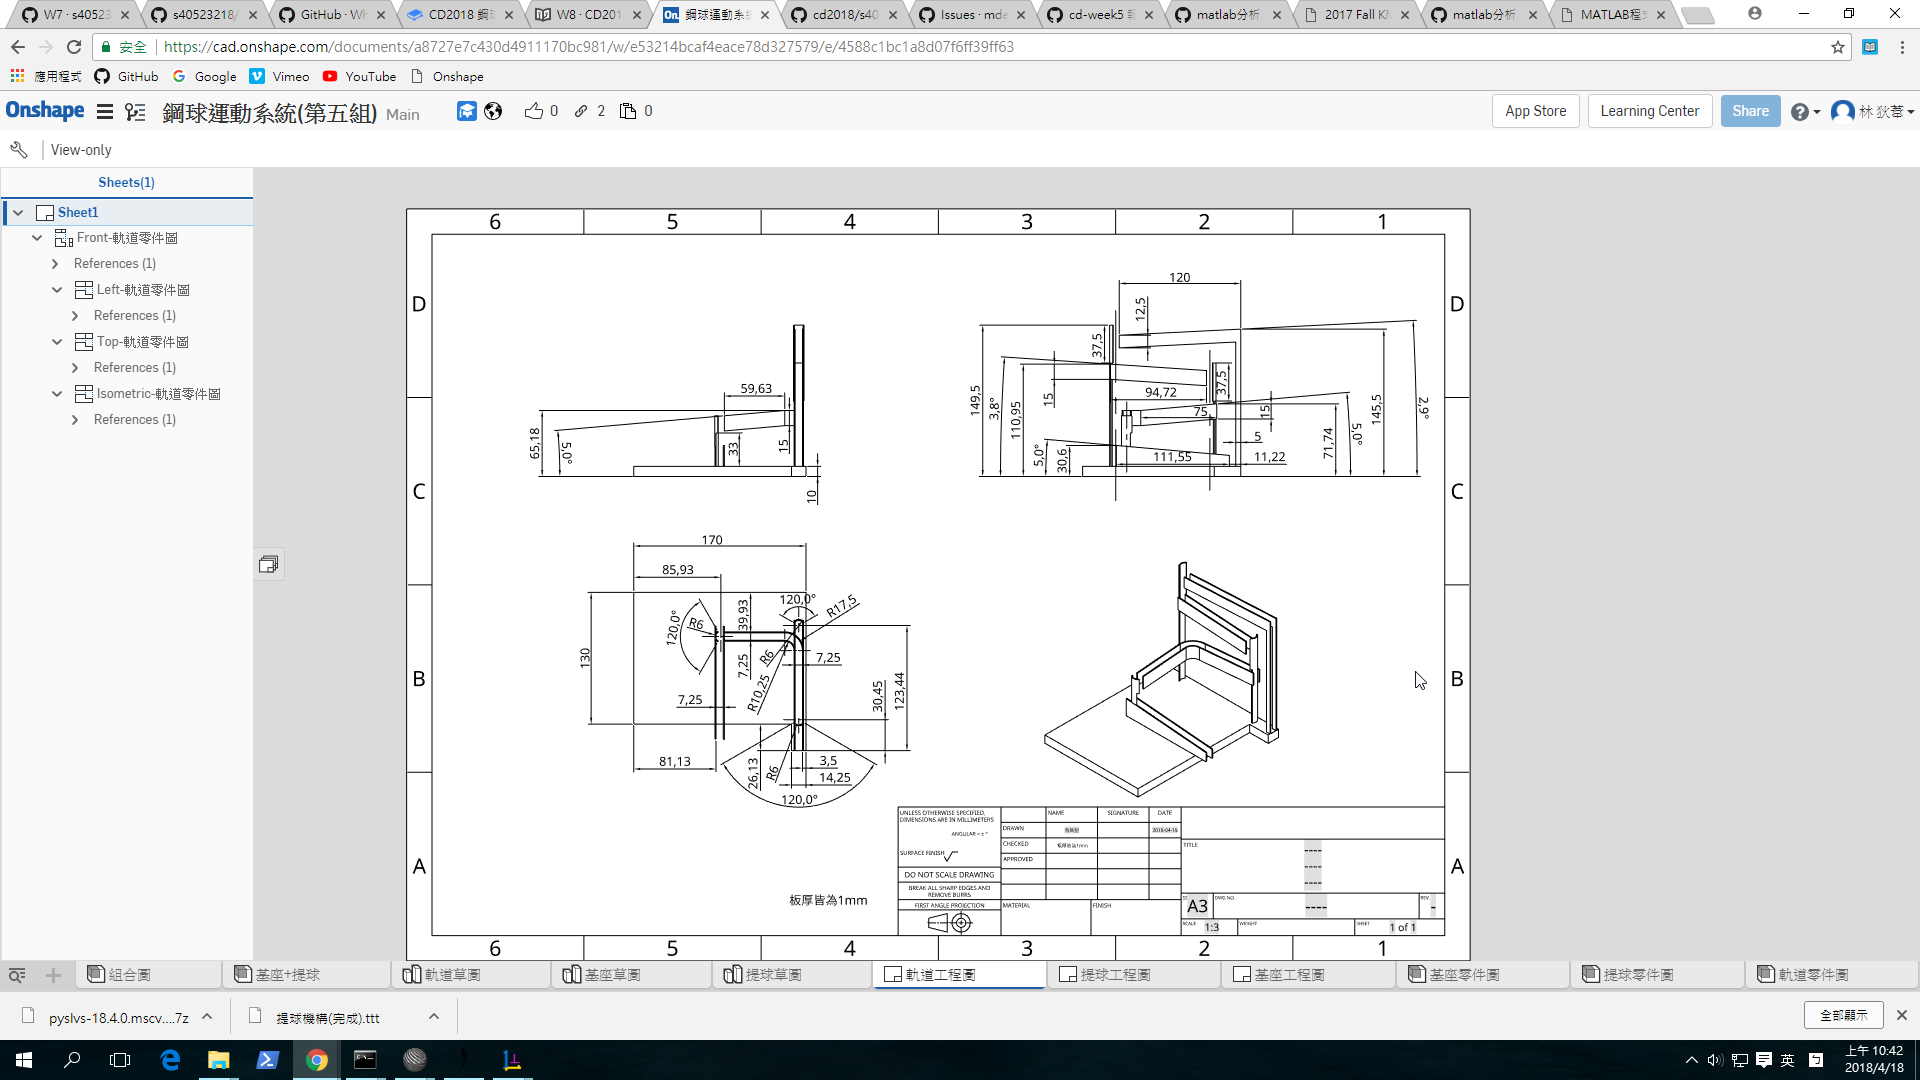 W7 - s40523
s40523218/
GitHub · Wh
CD2018 鋼
W8 · CD201
鋼球運動系
cd2018/s40
Issues · mde
cd-week5
matlab分析
2017 Fall K
matlab分析
MATLAB程
安全
https://cad.onshape.com/documents/a8727e7c430d4911170bc981/w/e53214bcaf4eace78d327579/e/4588c1bc1a8d07f6ff39ff63
應用程式 GitHub Google Vimeo YouTube Onshape
Onshape 鋼球運動系統(第五組) Main 0 2 0 App Store Learning Center Share 林狄葦
View-only
Sheets(1)
Sheet1
Front-軌道零件圖
References (1)
Left-軌道零件圖
References (1)
Top-軌道零件圖
References (1)
Isometric-軌道零件圖
References (1)
6 5 4 3 2 1
D
D
C
C
B
B
A
A
59,63
65,18
5,0°
33
15
10
120
12,5
37,5
149,5
3,8°
110,95
15
94,72
37,5
75
15
5
5,0°
30,6
111,55
11,22
71,74
5,0°
145,5
2,9°
170
85,93
120,0°
R6
39,93
120,0°
R17,5
130
7,25
R6
7,25
R10,25
7,25
30,45
123,44
81,13
26,13
R6
3,5
14,25
120,0°
板厚皆為1mm
UNLESS OTHERWISE SPECIFIED,
DIMENSIONS ARE IN MILLIMETERS
ANGULAR = ± °
SURFACE FINISH
DO NOT SCALE DRAWING
BREAK ALL SHARP EDGES AND
REMOVE BURRS
FIRST ANGLE PROJECTION
NAME SIGNATURE DATE
DRAWN 2018-04-18
CHECKED 板厚皆為1mm
APPROVED
MATERIAL FINISH
TITLE
----
----
----
A3
DWG NO.
----
REV.
-
SCALE 1:3 WEIGHT SHEET 1 of 1
6 5 4 3 2 1
組合圖 基座+提球 軌道草圖 基座草圖 提球草圖 軌道工程圖 提球工程圖 基座工程圖 基座零件圖 提球零件圖 軌道零件圖
pyslvs-18.4.0.mscv....7z
提球機構(完成).ttt
全部顯示
英
上午 10:42
2018/4/18